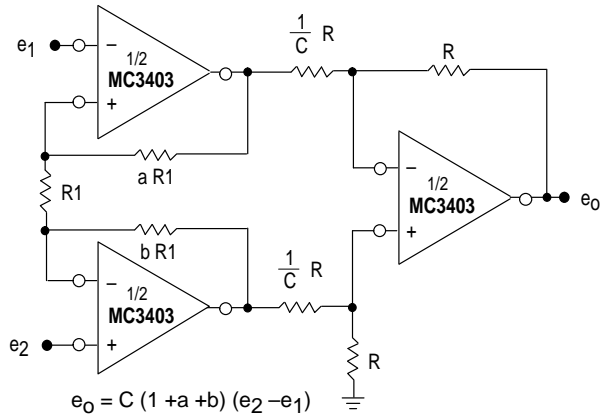 e1
−
1/2
MC3403
+
1/C R
R
a R1
R1
b R1
−
1/2
MC3403
+
eo
−
1/2
MC3403
e2
+
1/C R
R
eo = C (1 +a +b) (e2 –e1)